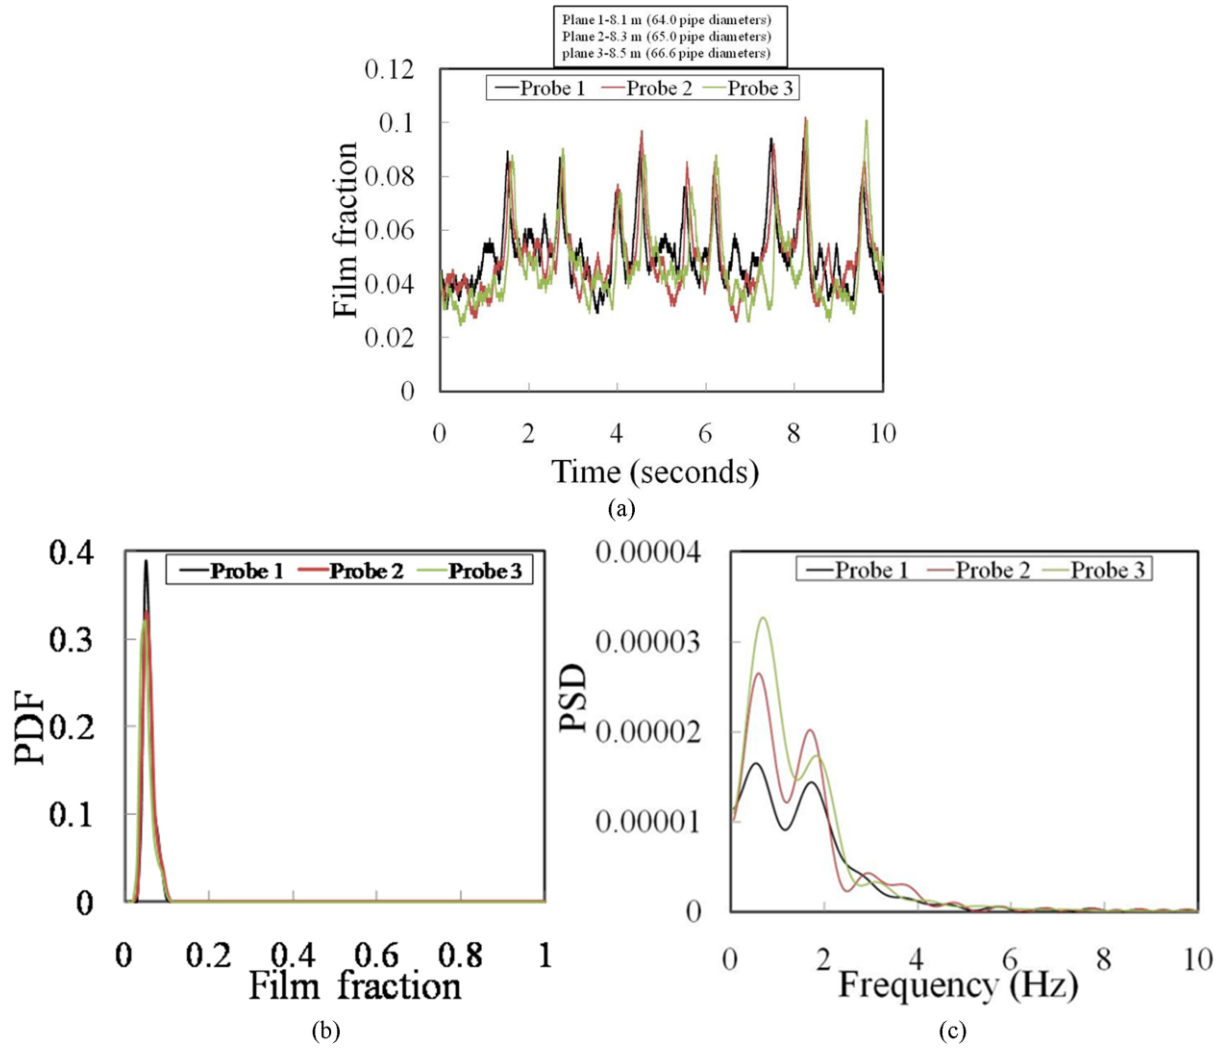 Plane 1-8.1 m (64.0 pipe diameters)
Plane 2-8.3 m (65.0 pipe diameters)
plane 3-8.5 m (66.6 pipe diameters)
0.12
Probe 1 Probe 2 Probe 3
0.1
0.08
0.06
0.04
0.02
0
Film fraction
0 2 4 6 8 10
Time (seconds)
(a)
0.4
Probe 1 Probe 2 Probe 3
0.3
0.2
0.1
0
PDF
0 0.2 0.4 0.6 0.8 1
Film fraction
(b)
0.00004
Probe 1 Probe 2 Probe 3
0.00003
0.00002
0.00001
0
PSD
0 2 4 6 8 10
Frequency (Hz)
(c)